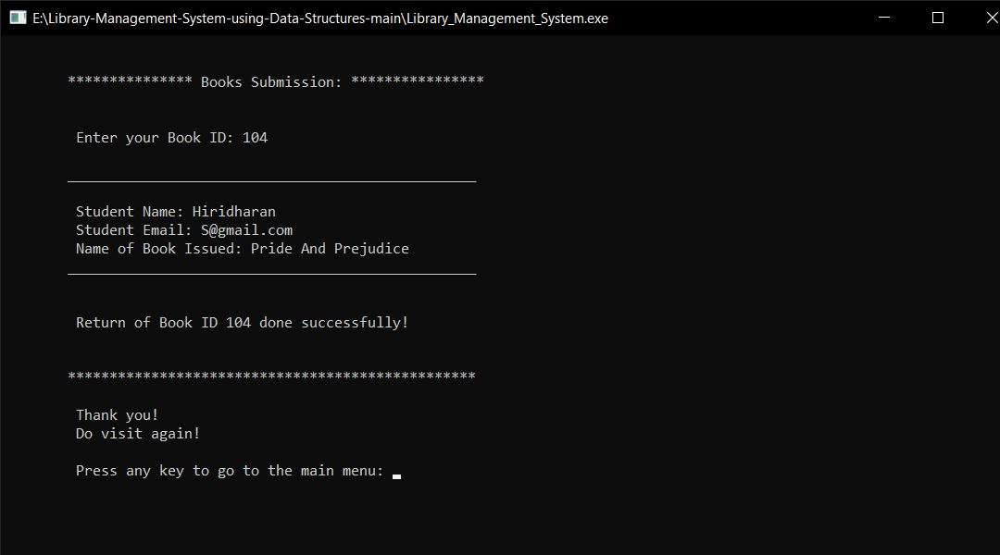 E:\Library-Management-System-using-Data-Structures-main\Library_Management_System.exe
*************** Books Submission: ****************
Enter your Book ID: 104
_________________________________________________
Student Name: Hiridharan
Student Email: S@gmail.com
Name of Book Issued: Pride And Prejudice
_________________________________________________
Return of Book ID 104 done successfully!
*************************************************
Thank you!
Do visit again!
Press any key to go to the main menu: